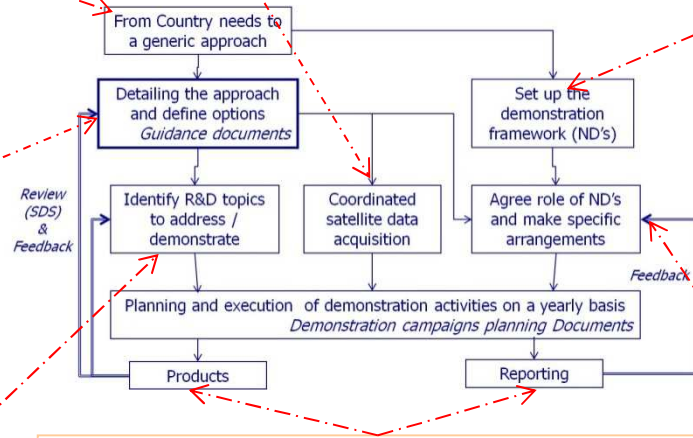 From Country needs to
a generic approach
Detailing the approach
and define options
Guidance documents
Set up the
demonstration
framework (ND's)
Review
(SDS)
&
Feedback
Identify R&D topics
to address /
demonstrate
Coordinated
satellite data
acquisition
Agree role of ND's
and make specific
arrangements
Feedback
Planning and execution of demonstration activities on a yearly basis
Demonstration campaigns planning Documents
Products
Reporting